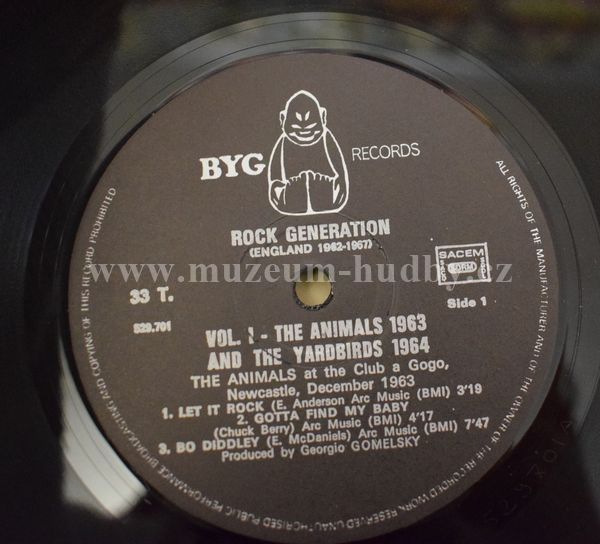 BYG
RECORDS
ROCK GENERATION
(ENGLAND 1962-1967)
www.muzeum-hudby.cz
33 T.
529.701
SACEM
Side 1
VOL. 1 - THE ANIMALS 1963
AND THE YARDBIRDS 1964
THE ANIMALS at the Club a Gogo,
Newcastle, December 1963
1. LET IT ROCK (E. Anderson Arc Music (BMI) 3'19
2. GOTTA FIND MY BABY
(Chuck Berry) Arc Music (BMI) 4'17
3. BO DIDDLEY (E. McDaniels) Arc Music (BMI) 7'47
Produced by Georgio GOMELSKY
ALL RIGHTS OF THE MANUFACTURER AND OF THE OWNER OF THE RECORDED WORK RESERVED UNAUTHORISED PUBLIC PERFORMANCE BROADCASTING AND COPYING OF THIS RECORD PROHIBITED